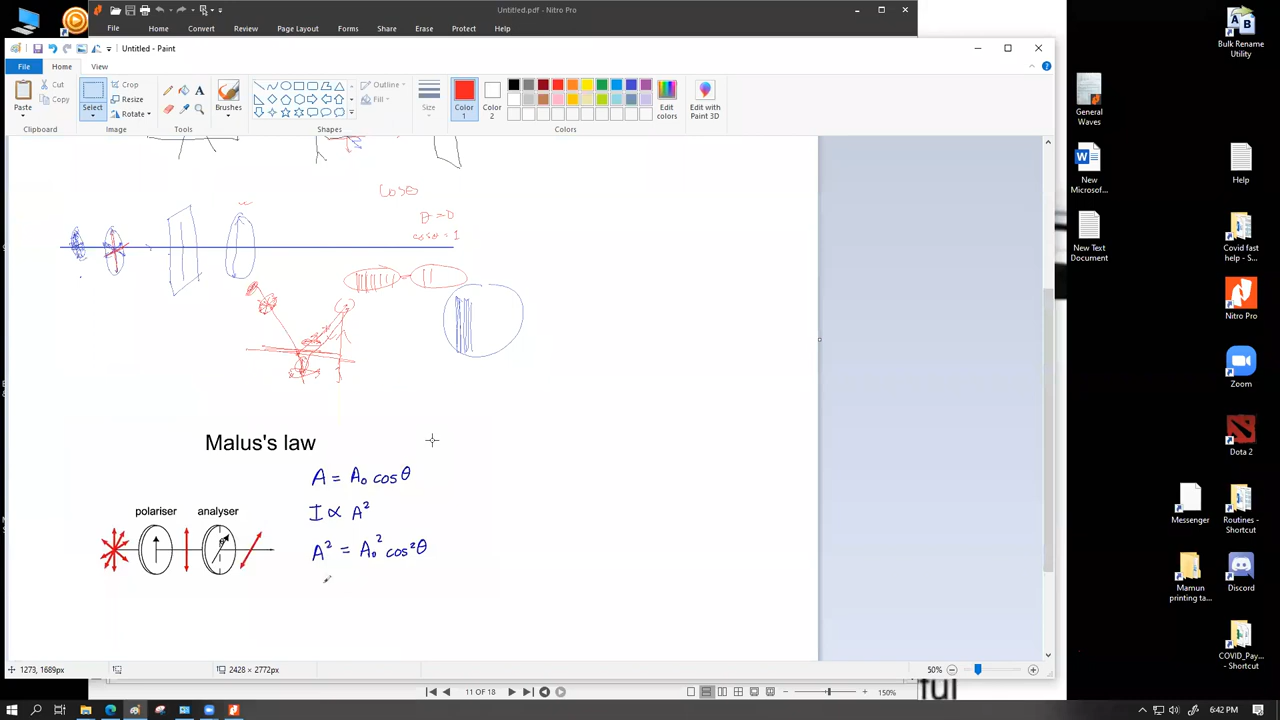 Untitled.pdf - Nitro Pro
File Home Convert Review Page Layout Forms Share Erase Protect Help
Untitled - Paint
File Home View
Cut
Copy
Paste
Clipboard
Crop
Resize
Rotate
Select
Image
Tools
Brushes
Outline
Fill
Shapes
Size
Color 1
Color 2
Edit colors
Edit with Paint 3D
Colors
cosθ
θ = 0
cosθ = 1
Malus's law
A = A₀ cosθ
I ∝ A²
A² = A₀² cos²θ
polariser analyser
θ
1273, 1689px
2428 × 2772px
50%
11 OF 18
150%
ful
Bulk Rename Utility
General Waves
New Microsof...
Help
New Text Document
Covid fast help - S...
Nitro Pro
Zoom
Dota 2
Messenger
Routines - Shortcut
Mamun printing ta...
Discord
COVID_Pay... - Shortcut
6:42 PM